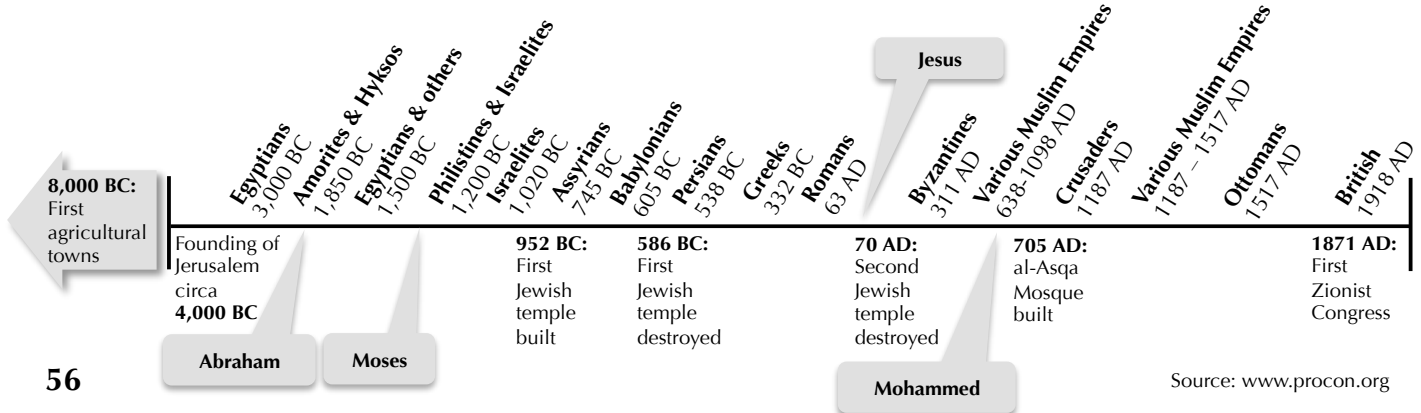 Egyptians
3,000 BC
Amorites & Hyksos
1,850 BC
Egyptians & others
1,500 BC
Philistines & Israelites
1,200 BC
Israelites
1,020 BC
Assyrians
745 BC
Babylonians
605 BC
Persians
538 BC
Greeks
332 BC
Romans
63 AD
Jesus
Byzantines
311 AD
Various Muslim Empires
638-1098 AD
Crusaders
1187 AD
Various Muslim Empires
1187 – 1517 AD
Ottomans
1517 AD
British
1918 AD
8,000 BC:
First
agricultural
towns
Founding of
Jerusalem
circa
4,000 BC
952 BC:
First
Jewish
temple
built
586 BC:
First
Jewish
temple
destroyed
70 AD:
Second
Jewish
temple
destroyed
705 AD:
al-Asqa
Mosque
built
1871 AD:
First
Zionist
Congress
Abraham
Moses
Mohammed
56
Source: www.procon.org